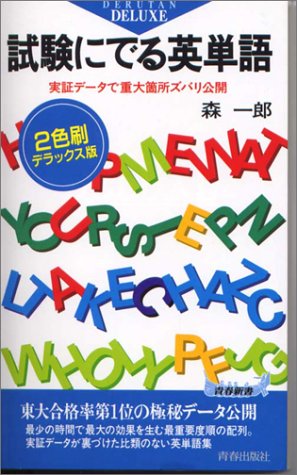 DERUTAN
DELUXE
試験にでる英単語
実証データで重大箇所ズバリ公開
森 一郎
2色刷
デラックス版
青春新書
東大合格率第1位の極秘データ公開
最少の時間で最大の効果を生む最重要度順の配列。
実証データが裏づけた比類のない英単語集
青春出版社